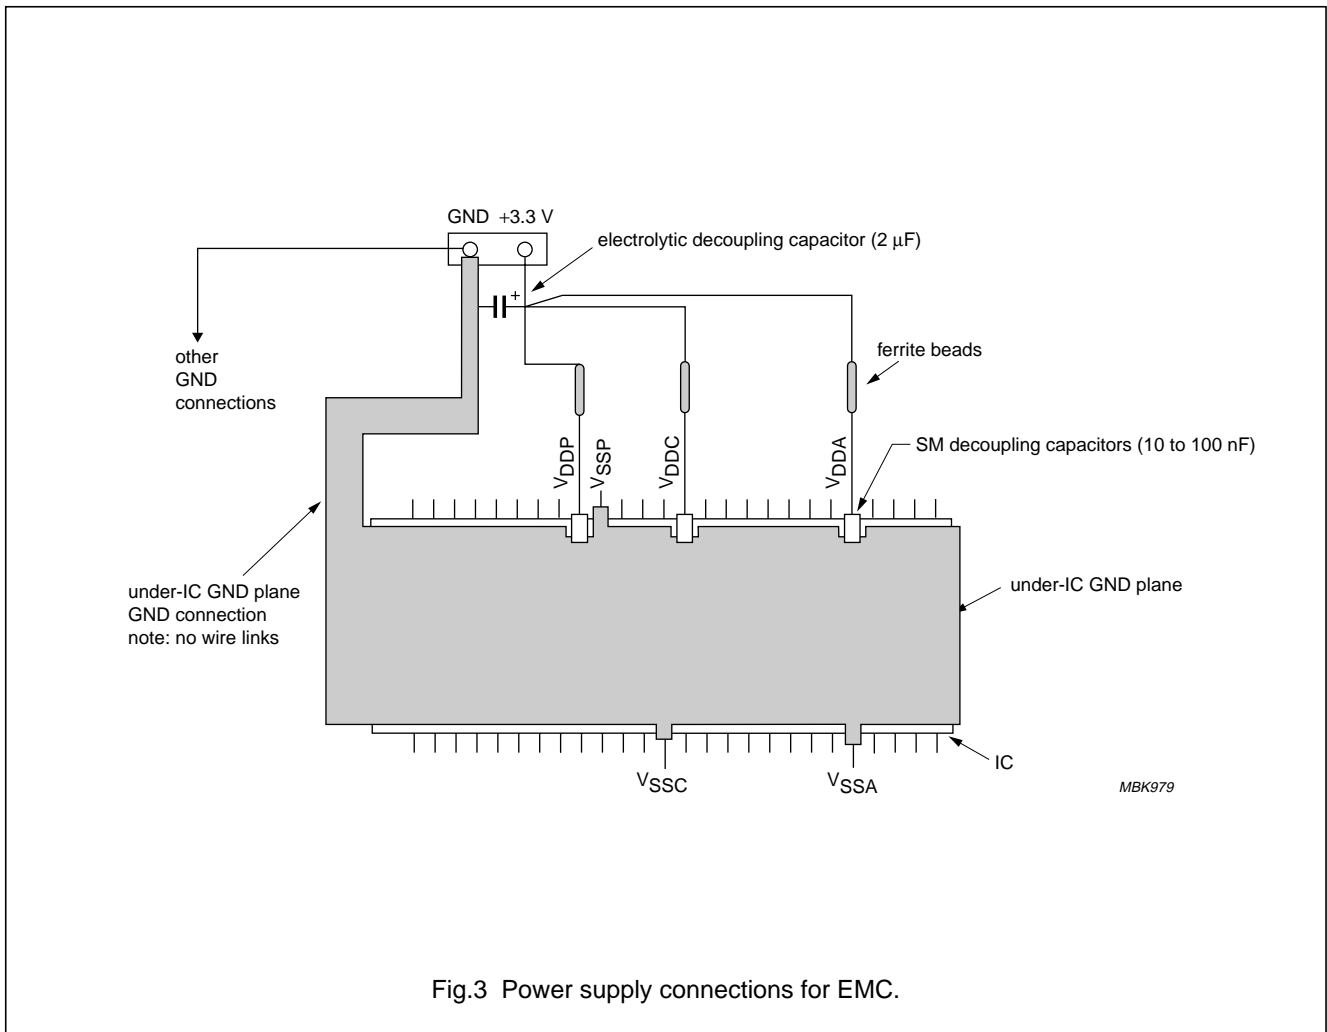 GND +3.3 V
electrolytic decoupling capacitor (2 μF)
+
other
GND
connections
ferrite beads
VDDP
VSSP
VDDC
VDDA
SM decoupling capacitors (10 to 100 nF)
under-IC GND plane
GND connection
note: no wire links
under-IC GND plane
IC
VSSC
VSSA
MBK979
Fig.3 Power supply connections for EMC.